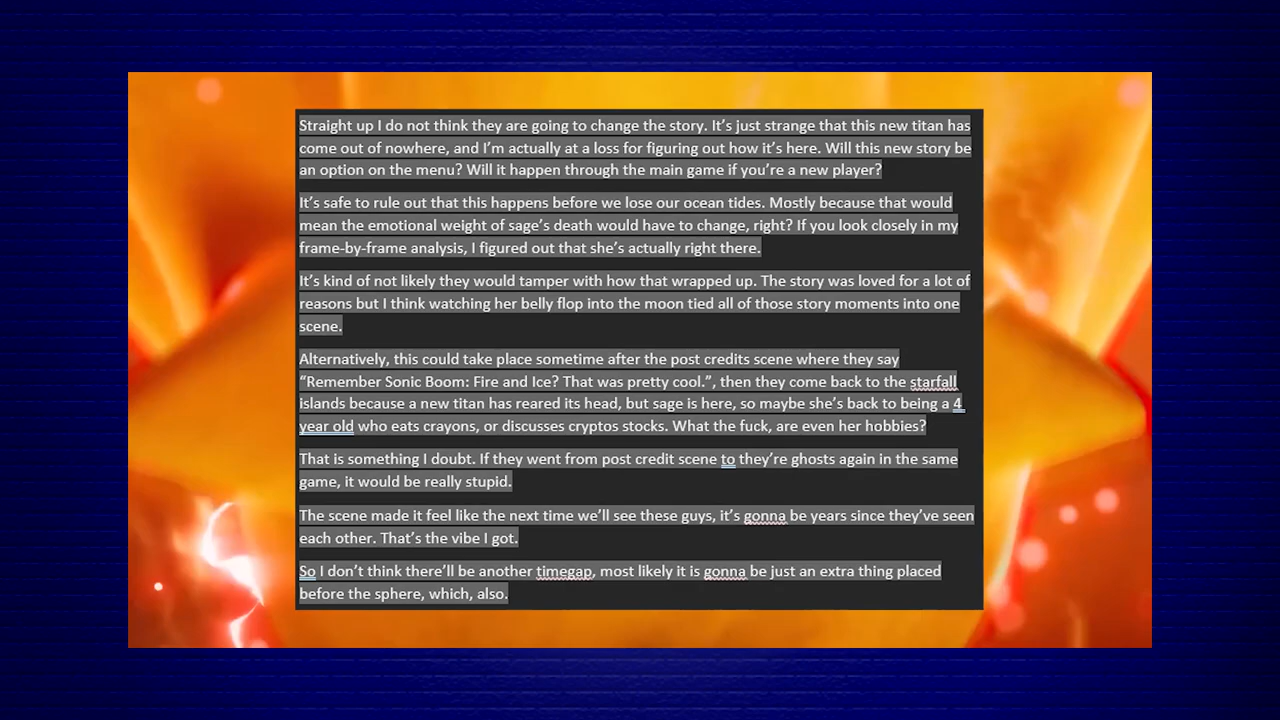 Straight up I do not think they are going to change the story. It's just strange that this new titan has
come out of nowhere, and I'm actually at a loss for figuring out how it's here. Will this new story be
an option on the menu? Will it happen through the main game if you're a new player?
It's safe to rule out that this happens before we lose our ocean tides. Mostly because that would
mean the emotional weight of sage's death would have to change, right? If you look closely in my
frame-by-frame analysis, I figured out that she's actually right there.
It's kind of not likely they would tamper with how that wrapped up. The story was loved for a lot of
reasons but I think watching her belly flop into the moon tied all of those story moments into one
scene.
Alternatively, this could take place sometime after the post credits scene where they say
“Remember Sonic Boom: Fire and Ice? That was pretty cool.”, then they come back to the starfall
islands because a new titan has reared its head, but sage is here, so maybe she's back to being a 4
year old who eats crayons, or discusses cryptos stocks. What the fuck, are even her hobbies?
That is something I doubt. If they went from post credit scene to they're ghosts again in the same
game, it would be really stupid.
The scene made it feel like the next time we'll see these guys, it's gonna be years since they've seen
each other. That's the vibe I got.
So I don't think there'll be another timegap, most likely it is gonna be just an extra thing placed
before the sphere, which, also.